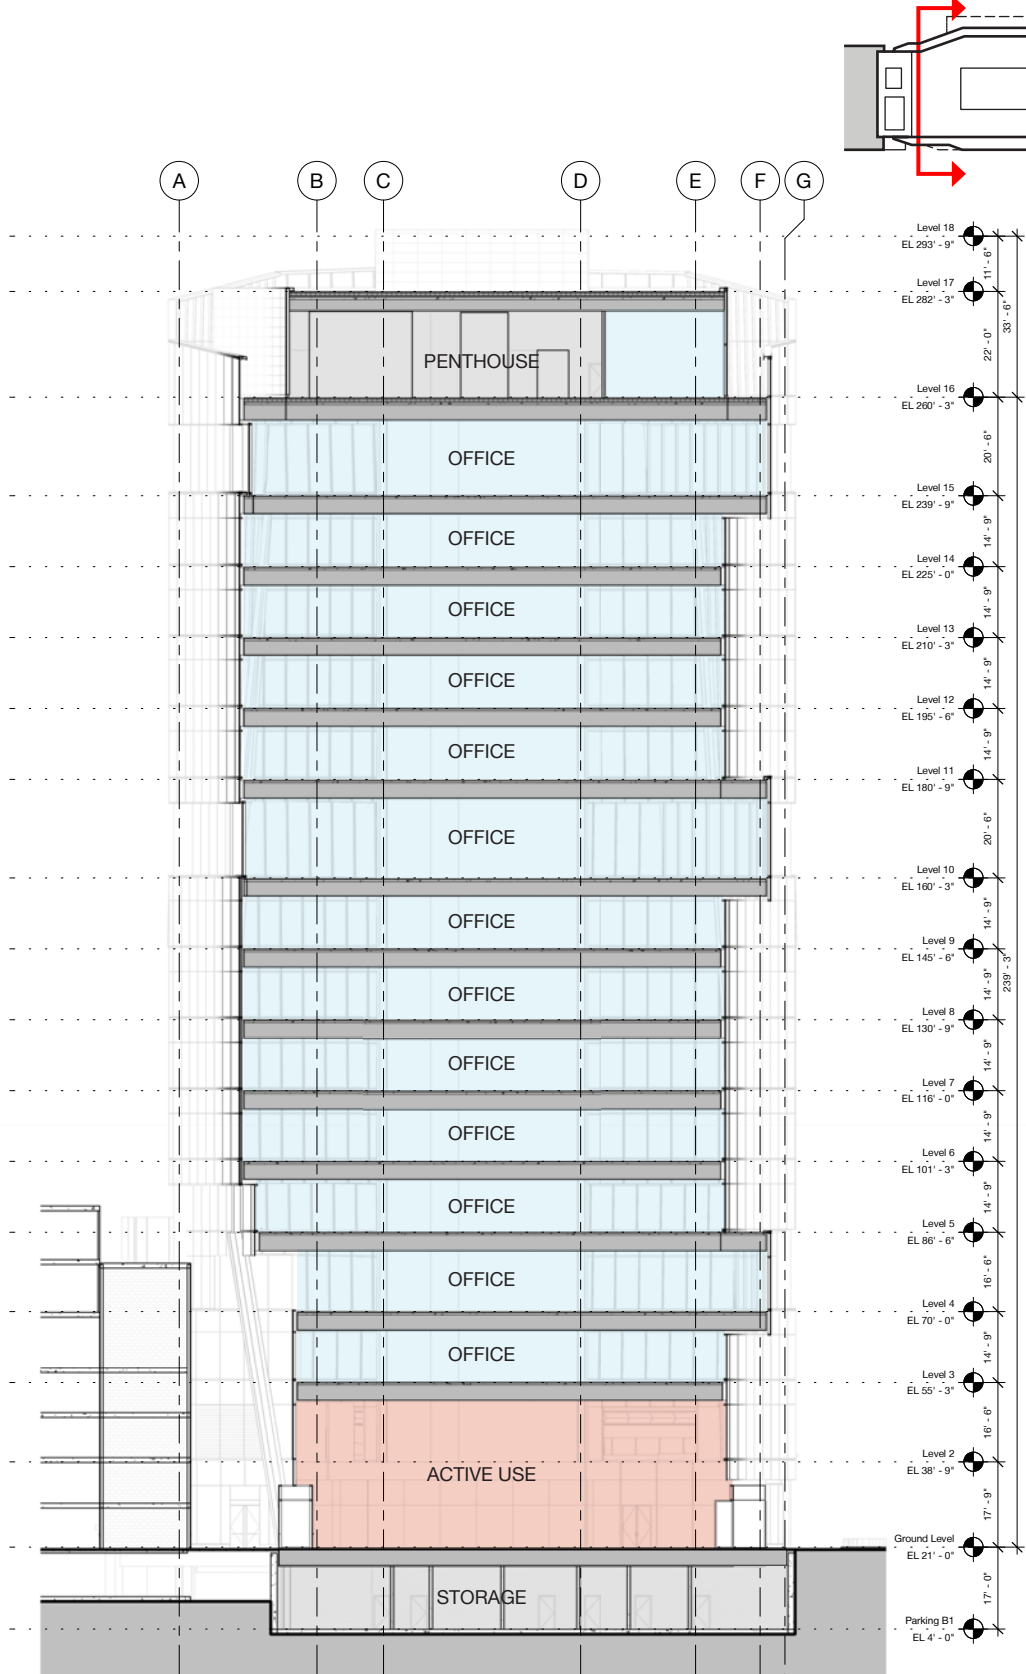 A B C D E F G
Level 18
EL 293' - 9"
11' - 6"
Level 17
EL 282' - 3"
33' - 6"
22' - 0"
PENTHOUSE
Level 16
EL 260' - 3"
20' - 6"
OFFICE
Level 15
EL 239' - 9"
14' - 9"
OFFICE
Level 14
EL 225' - 0"
14' - 9"
OFFICE
Level 13
EL 210' - 3"
14' - 9"
OFFICE
Level 12
EL 195' - 6"
14' - 9"
OFFICE
Level 11
EL 180' - 9"
20' - 6"
OFFICE
Level 10
EL 160' - 3"
14' - 9"
OFFICE
Level 9
EL 145' - 6"
239' - 3"
14' - 9"
OFFICE
Level 8
EL 130' - 9"
14' - 9"
OFFICE
Level 7
EL 116' - 0"
14' - 9"
OFFICE
Level 6
EL 101' - 3"
14' - 9"
OFFICE
Level 5
EL 86' - 6"
16' - 6"
OFFICE
Level 4
EL 70' - 0"
14' - 9"
OFFICE
Level 3
EL 55' - 3"
16' - 6"
Level 2
EL 38' - 9"
ACTIVE USE
17' - 9"
Ground Level
EL 21' - 0"
17' - 0"
STORAGE
Parking B1
EL 4' - 0"